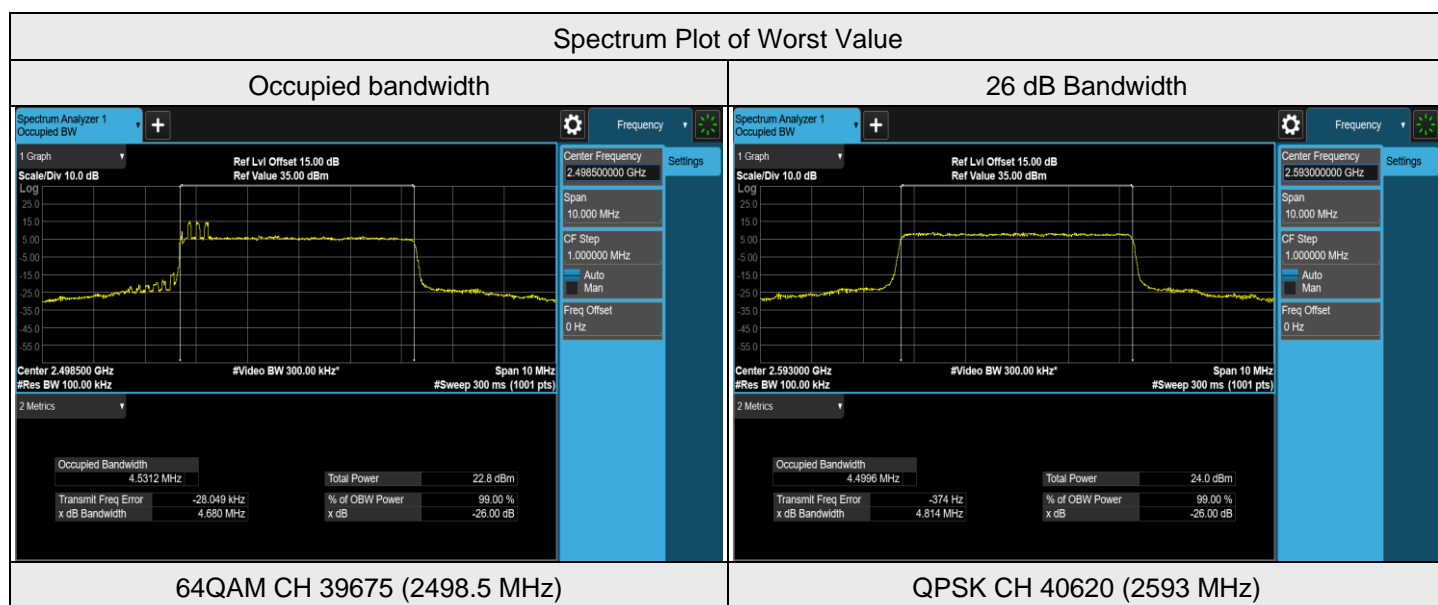 Spectrum Plot of Worst Value
Occupied bandwidth
26 dB Bandwidth
Spectrum Analyzer 1
Occupied BW
+
Frequency
1 Graph
Scale/Div 10.0 dB
Ref Lvl Offset 15.00 dB
Ref Value 35.00 dBm
Log
25.0
15.0
5.00
-5.00
-15.0
-25.0
-35.0
-45.0
-55.0
Center 2.498500 GHz
#Video BW 300.00 kHz*
Span 10 MHz
#Res BW 100.00 kHz
#Sweep 300 ms (1001 pts)
Center Frequency
2.498500000 GHz
Settings
Span
10.000 MHz
CF Step
1.000000 MHz
Auto
Man
Freq Offset
0 Hz
2 Metrics
Occupied Bandwidth
4.5312 MHz
Total Power 22.8 dBm
Transmit Freq Error -28.049 kHz
% of OBW Power 99.00 %
x dB Bandwidth 4.680 MHz
x dB -26.00 dB
Spectrum Analyzer 1
Occupied BW
+
Frequency
1 Graph
Scale/Div 10.0 dB
Ref Lvl Offset 15.00 dB
Ref Value 35.00 dBm
Log
25.0
15.0
5.00
-5.00
-15.0
-25.0
-35.0
-45.0
-55.0
Center 2.593000 GHz
#Video BW 300.00 kHz*
Span 10 MHz
#Res BW 100.00 kHz
#Sweep 300 ms (1001 pts)
Center Frequency
2.593000000 GHz
Settings
Span
10.000 MHz
CF Step
1.000000 MHz
Auto
Man
Freq Offset
0 Hz
2 Metrics
Occupied Bandwidth
4.4996 MHz
Total Power 24.0 dBm
Transmit Freq Error -374 Hz
% of OBW Power 99.00 %
x dB Bandwidth 4.814 MHz
x dB -26.00 dB
64QAM CH 39675 (2498.5 MHz)
QPSK CH 40620 (2593 MHz)